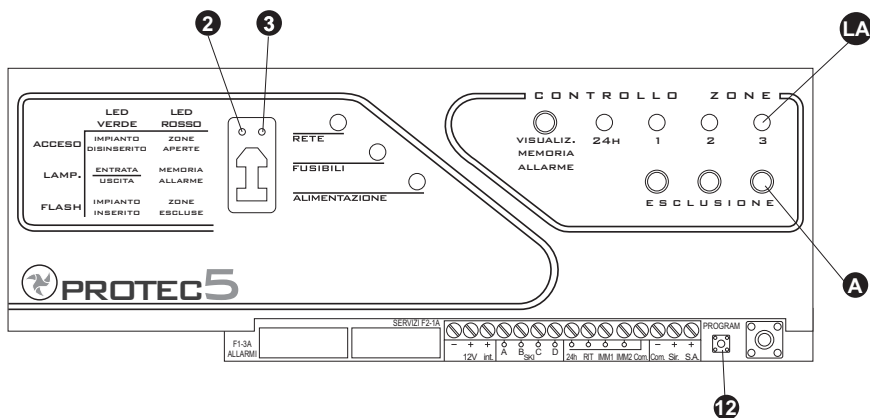 2 3 LA
CONTROLLO ZONE
LED VERDE LED ROSSO
ACCESO IMPIANTO DISINSERITO ZONE APERTE
LAMP. ENTRATA USCITA MEMORIA ALLARME
FLASH IMPIANTO INSERITO ZONE ESCLUSE
RETE
FUSIBILI
ALIMENTAZIONE
VISUALIZ. MEMORIA ALLARME
24H 1 2 3
ESCLUSIONE
A
PROTEC5
SERVIZI F2-1A
F1-3A
ALLARMI
PROGRAM
− + + A B C D
12V int. SKI 24h RIT IMM1 IMM2 Com. − + +
Com. Sir. S.A.
12